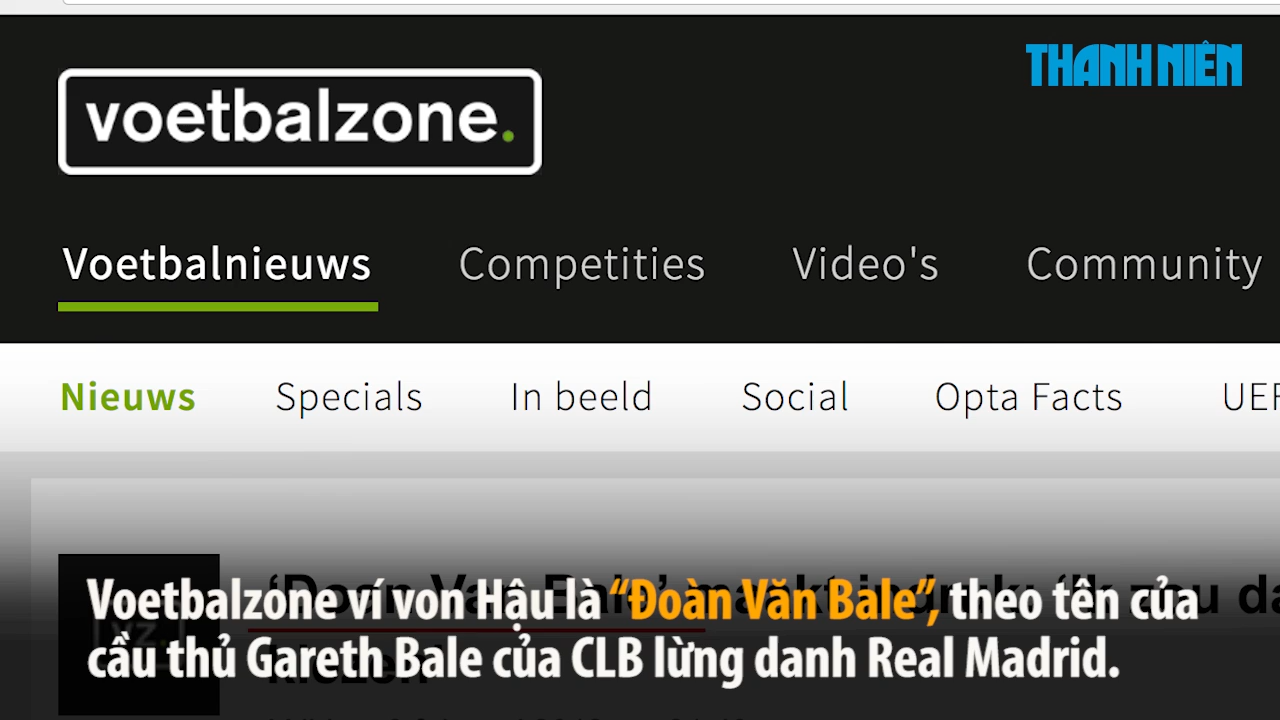 THANH NIÊN
voetbalzone.
Voetbalnieuws Competities Video's Community
Nieuws Specials In beeld Social Opta Facts UEF
Voetbalzone ví von Hậu là “Đoàn Văn Bale”, theo tên của
cầu thủ Gareth Bale của CLB lừng danh Real Madrid.